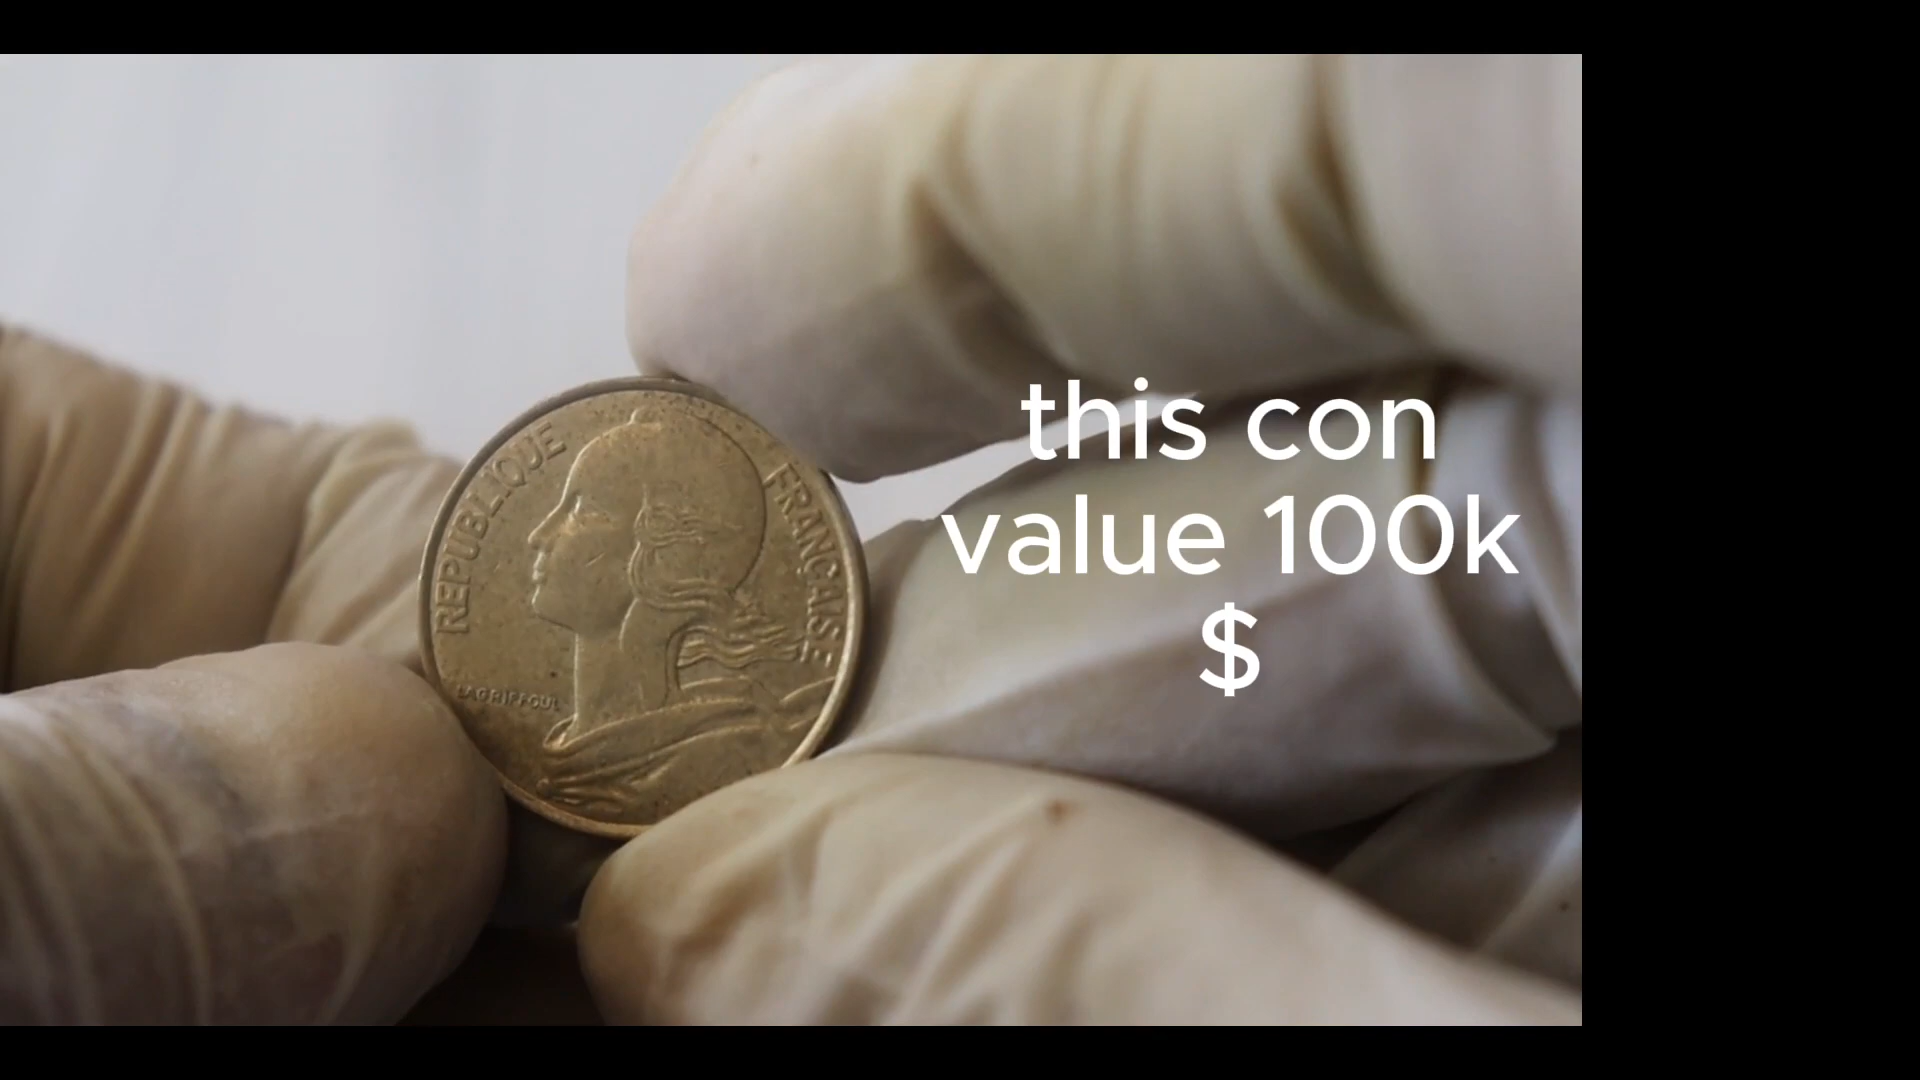 REPUBLIQUE
FRANÇAISE
LAGRIFFOUL
this con
value 100k
$